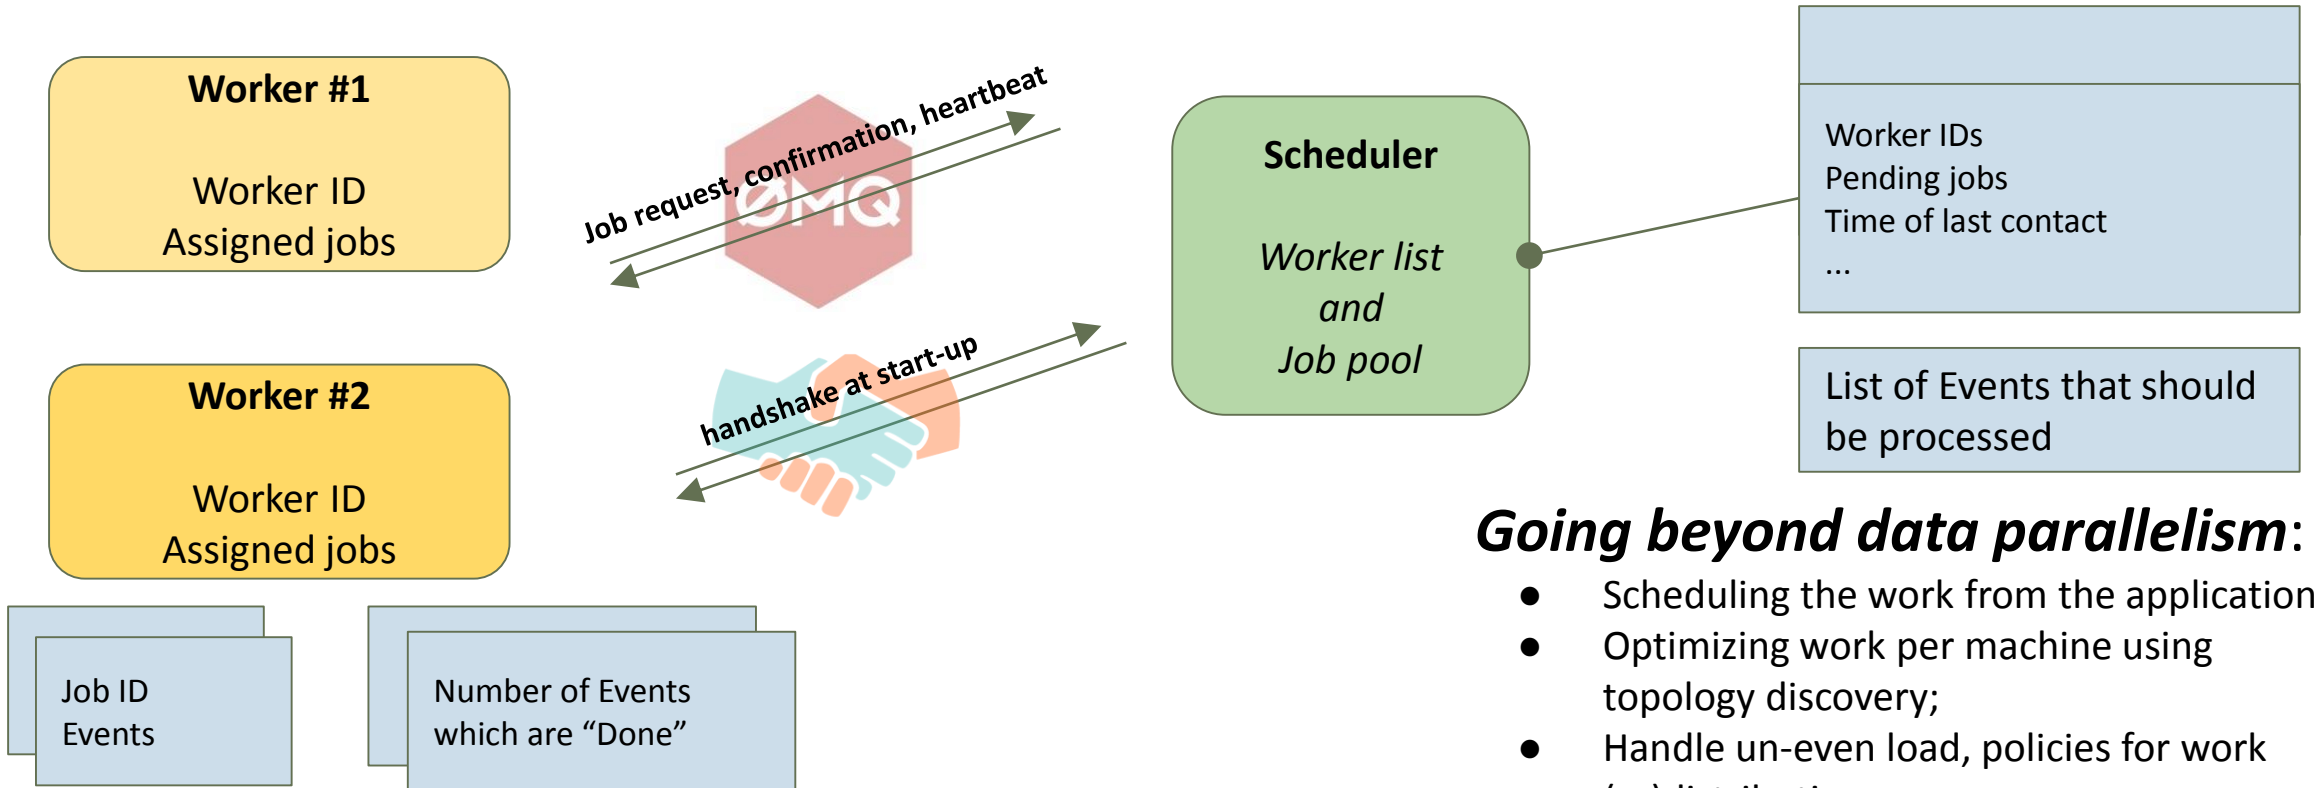 Worker #1
Worker ID
Assigned jobs
Job request, confirmation, heartbeat
ØMQ
Scheduler
Worker list
and
Job pool
Worker IDs
Pending jobs
Time of last contact
...
Worker #2
Worker ID
Assigned jobs
handshake at start-up
List of Events that should
be processed
Job ID
Events
Number of Events
which are “Done”
Going beyond data parallelism:
● Scheduling the work from the application
● Optimizing work per machine using
topology discovery;
● Handle un-even load, policies for work